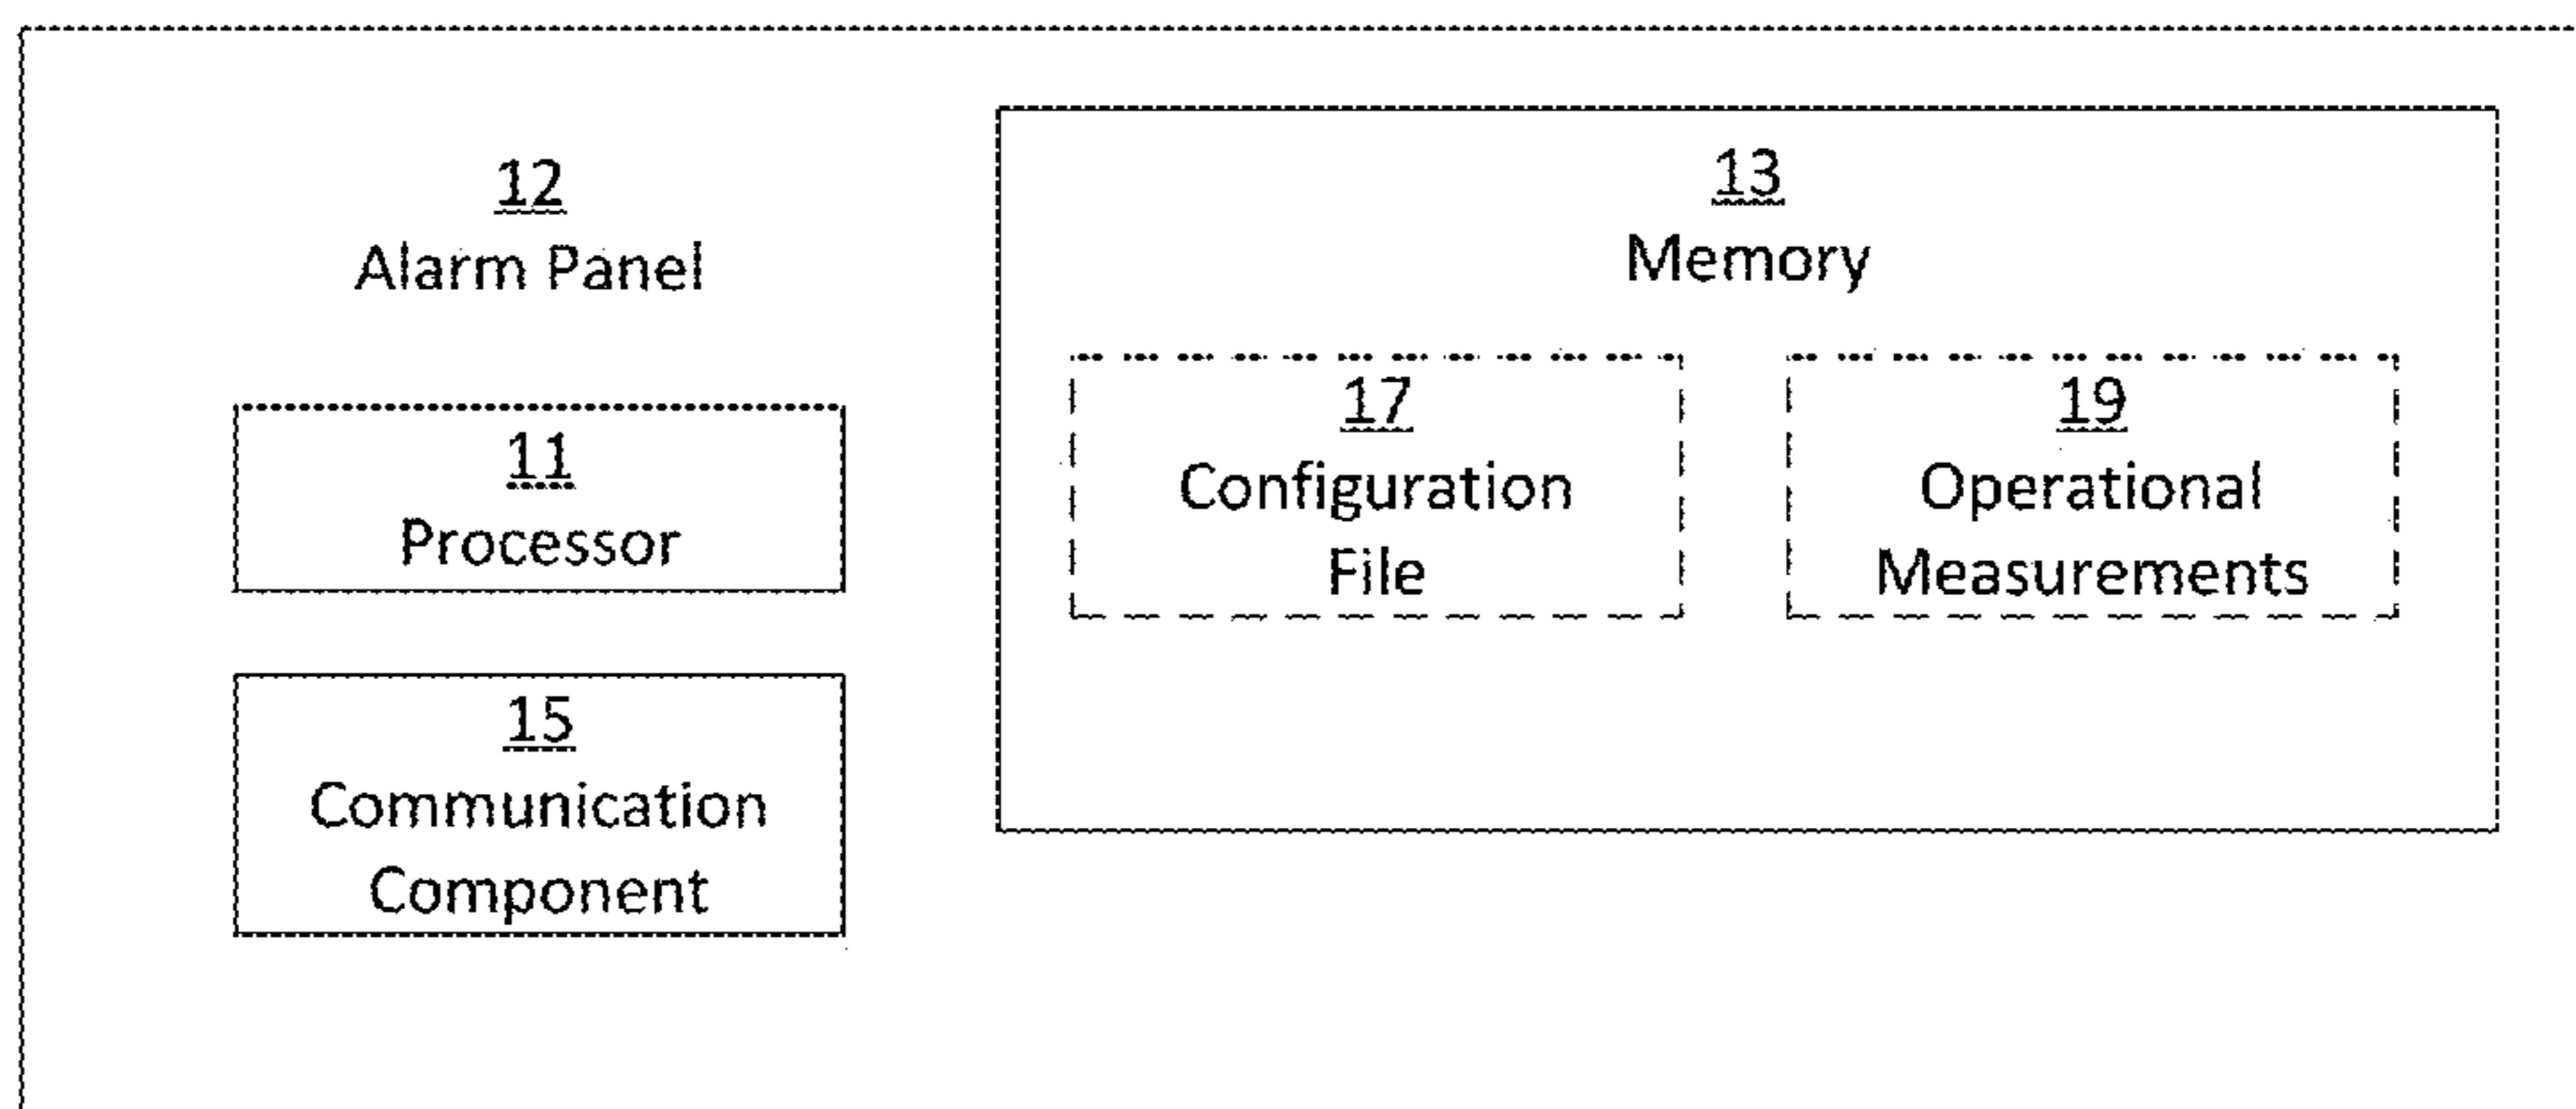 12
Alarm Panel
11
Processor
15
Communication
Component
13
Memory
17
Configuration
File
19
Operational
Measurements